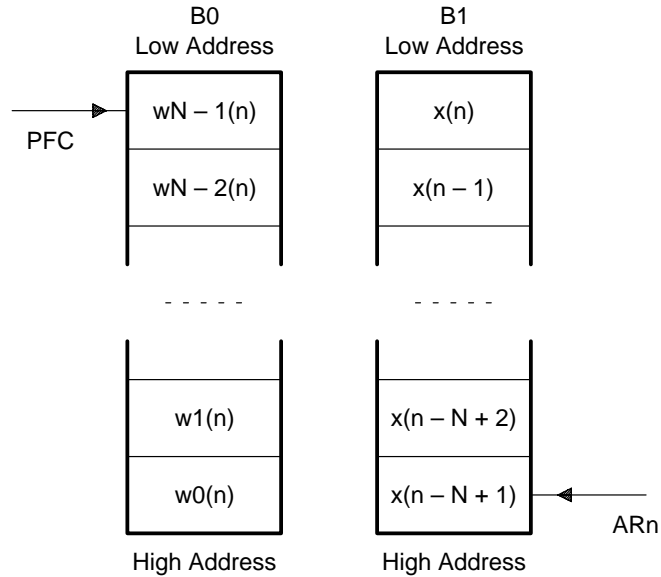 B0
Low Address
B1
Low Address
PFC
wN – 1(n)
wN – 2(n)
- - - - -
w1(n)
w0(n)
High Address
x(n)
x(n – 1)
- - - - -
x(n – N + 2)
x(n – N + 1)
High Address
ARn